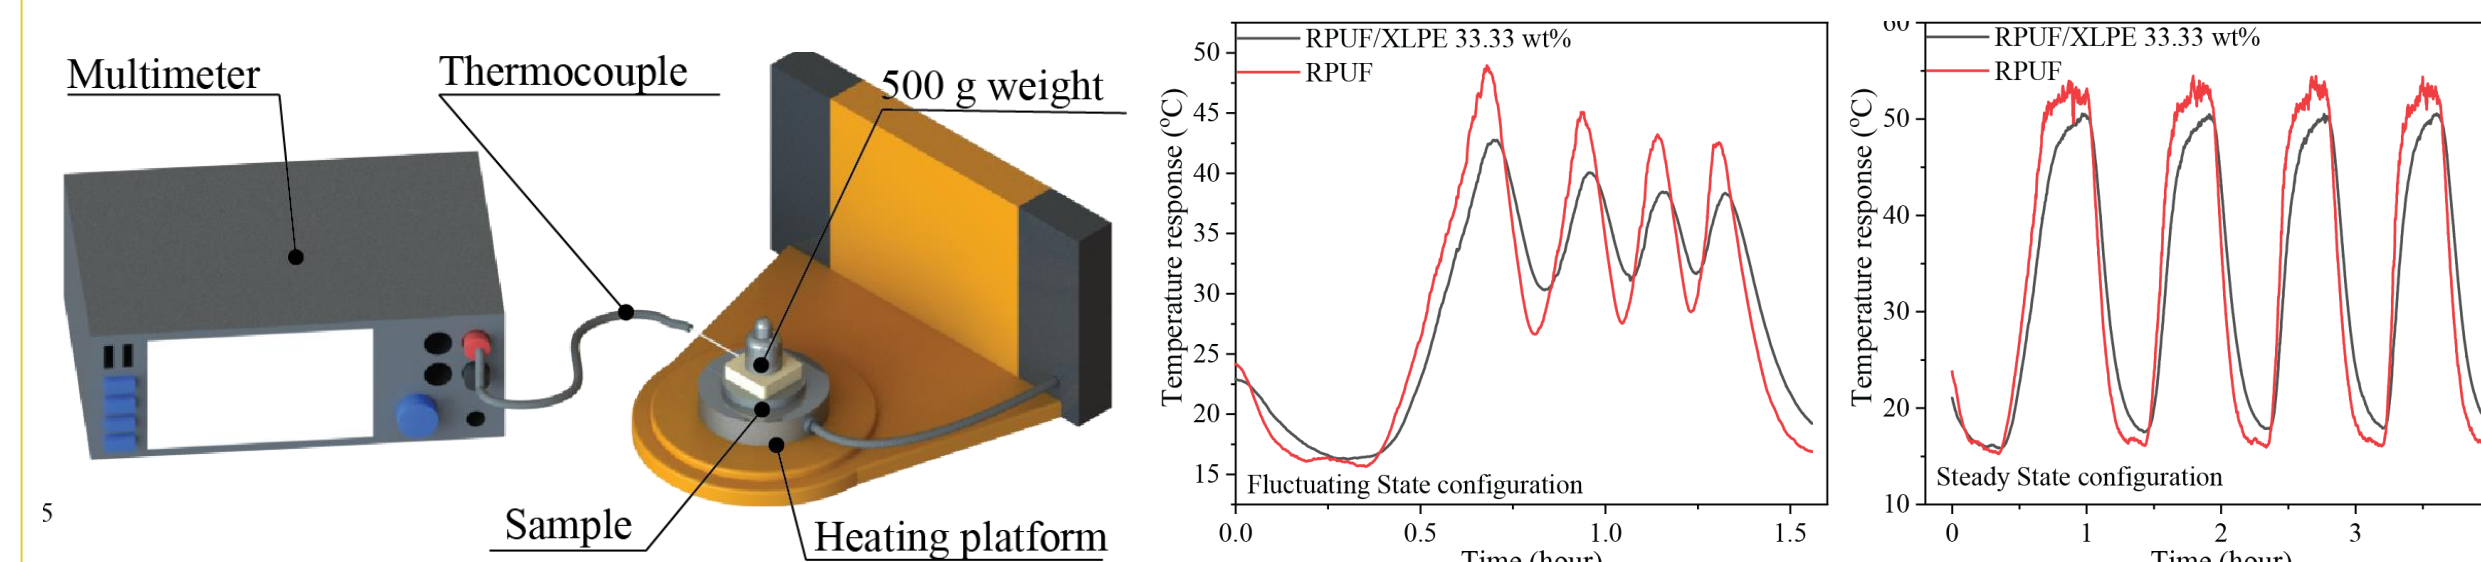 Multimeter
Thermocouple
500 g weight
Sample
Heating platform
5
RPUF/XLPE 33.33 wt%
RPUF
50
45
40
35
30
25
20
15
Temperature response (°C)
Fluctuating State configuration
0.0 0.5 1.0 1.5
Time (hour)
60
RPUF/XLPE 33.33 wt%
RPUF
50
40
30
20
10
Temperature response (°C)
Steady State configuration
0 1 2 3
Time (hour)